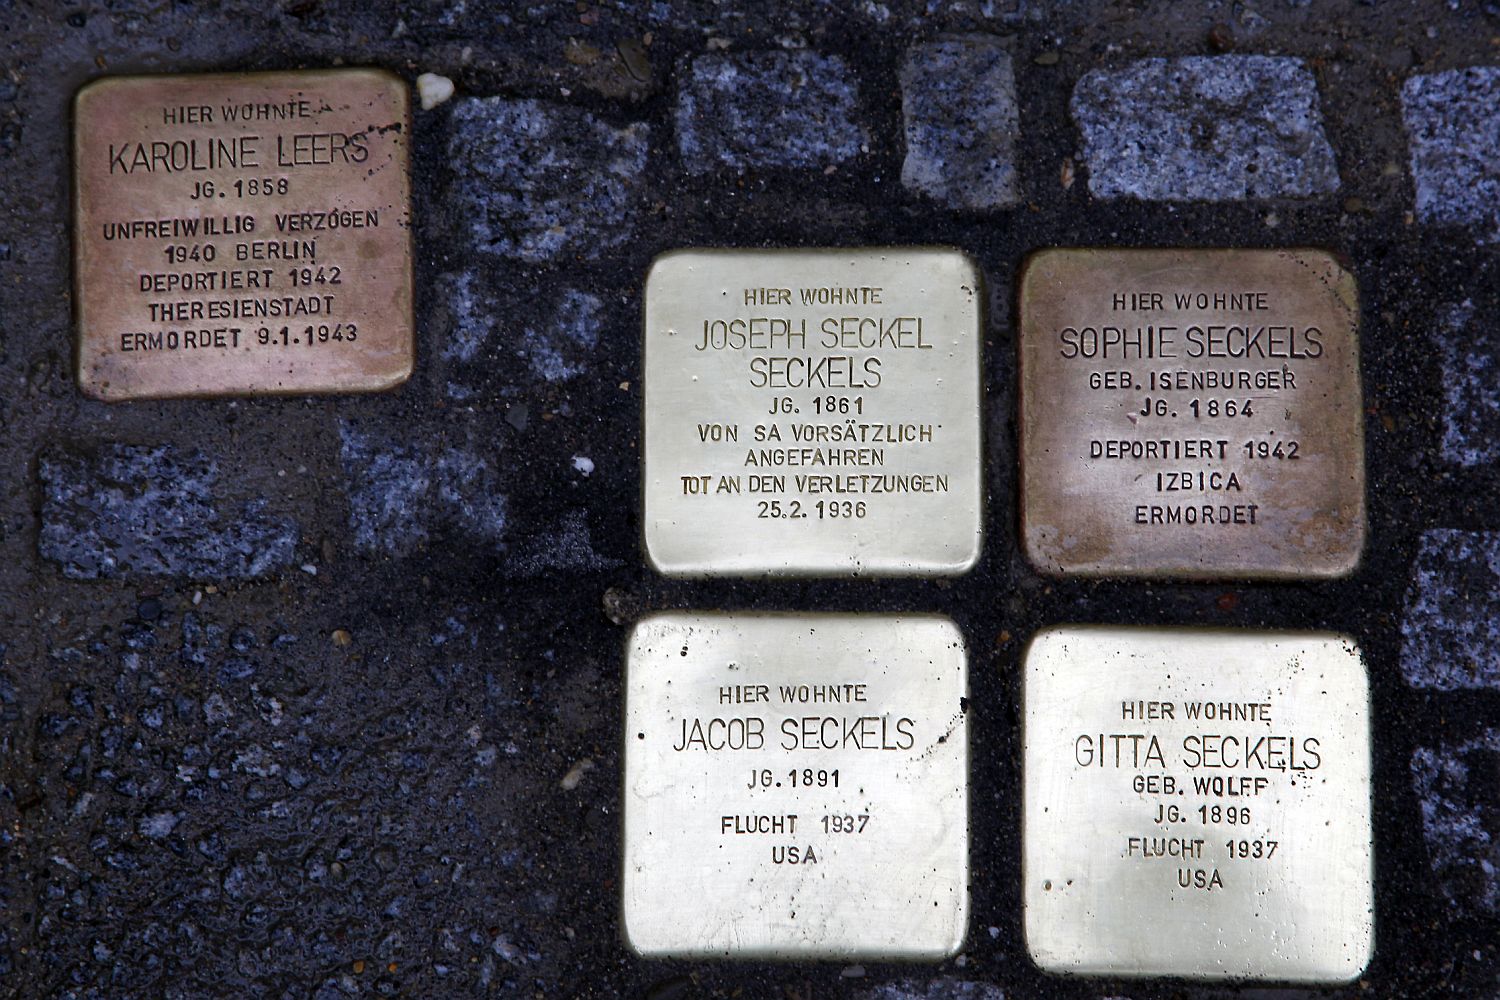 HIER WOHNTE
KAROLINE LEERS
JG. 1858
UNFREIWILLIG VERZOGEN
1940 BERLIN
DEPORTIERT 1942
THERESIENSTADT
ERMORDET 9.1.1943
HIER WOHNTE
JOSEPH SECKEL
SECKELS
JG. 1861
VON SA VORSÄTZLICH
ANGEFAHREN
TOT AN DEN VERLETZUNGEN
25.2. 1936
HIER WOHNTE
SOPHIE SECKELS
GEB. ISENBURGER
JG. 1864
DEPORTIERT 1942
IZBICA
ERMORDET
HIER WOHNTE
JACOB SECKELS
JG. 1891
FLUCHT 1937
USA
HIER WOHNTE
GITTA SECKELS
GEB. WOLFF
JG. 1896
FLUCHT 1937
USA